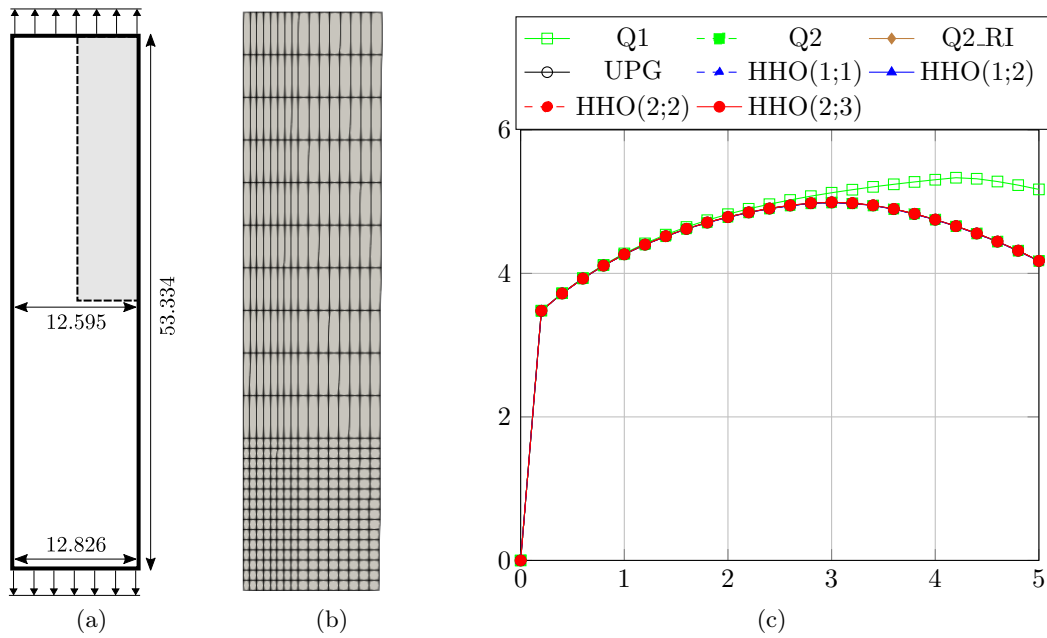 Q1 Q2 Q2_RI
UPG HHO(1;1) HHO(1;2)
HHO(2;2) HHO(2;3)
12.595
53.334
12.826
6
4
2
0
0 1 2 3 4 5
(a) (b) (c)